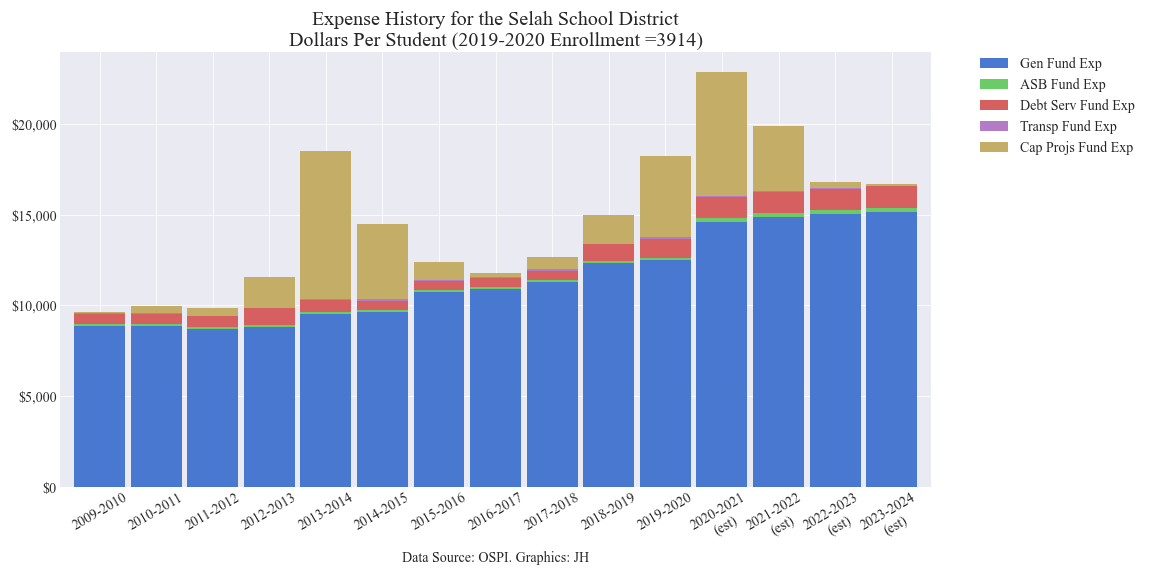 Expense History for the Selah School District
Dollars Per Student (2019-2020 Enrollment =3914)
Gen Fund Exp
ASB Fund Exp
Debt Serv Fund Exp
Transp Fund Exp
Cap Projs Fund Exp
$20,000
$15,000
$10,000
$5,000
$0
2009-2010
2010-2011
2011-2012
2012-2013
2013-2014
2014-2015
2015-2016
2016-2017
2017-2018
2018-2019
2019-2020
2020-2021
(est)
2021-2022
(est)
2022-2023
(est)
2023-2024
(est)
Data Source: OSPI. Graphics: JH